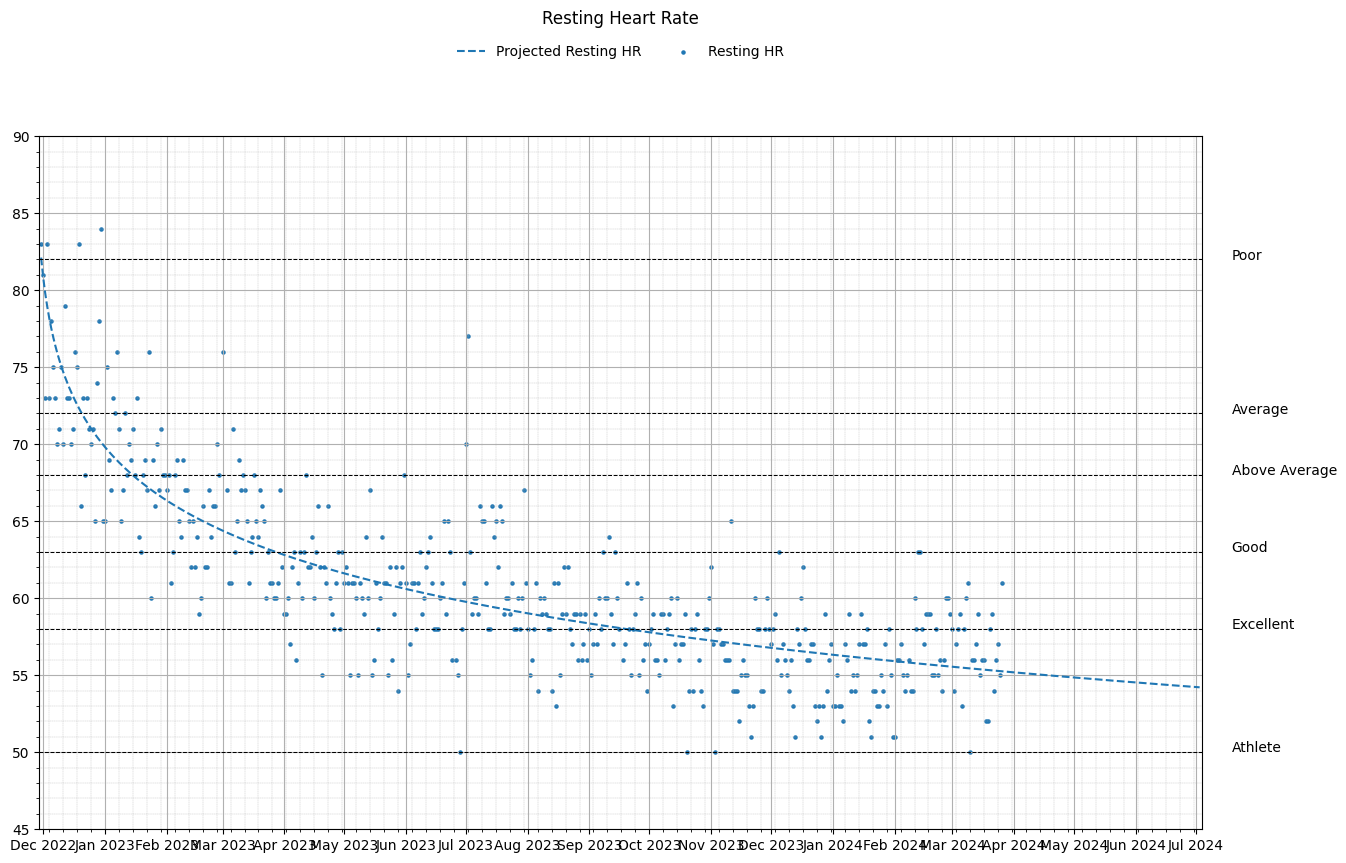 Resting Heart Rate
Projected Resting HR Resting HR
90
85
Poor
80
75
Average
70
Above Average
65
Good
60
Excellent
55
50
Athlete
45
Dec 2022 Jan 2023 Feb 2023 Mar 2023 Apr 2023 May 2023 Jun 2023 Jul 2023 Aug 2023 Sep 2023 Oct 2023 Nov 2023 Dec 2023 Jan 2024 Feb 2024 Mar 2024 Apr 2024 May 2024 Jun 2024 Jul 2024